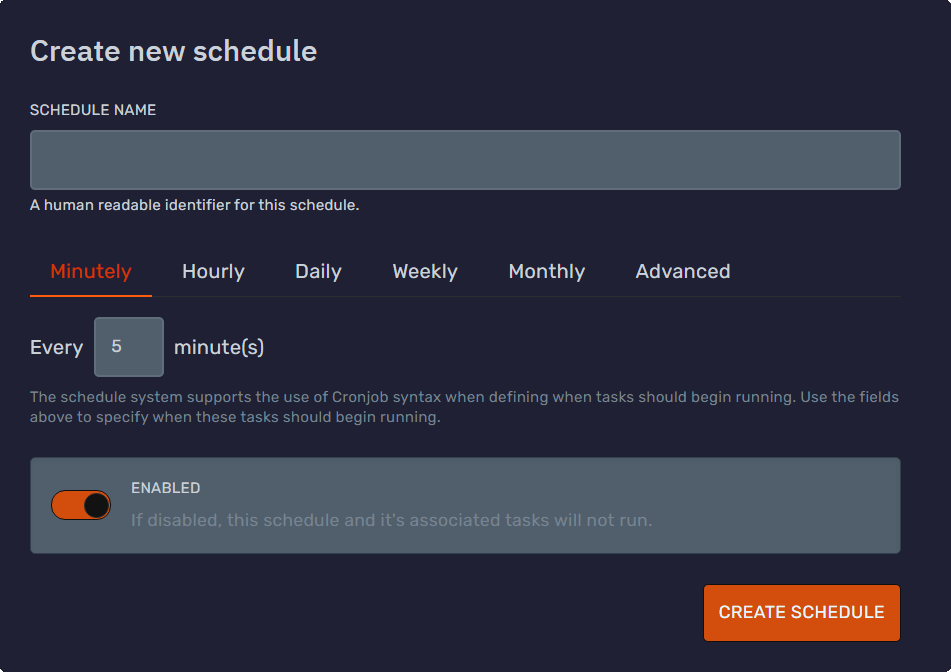 Create new schedule
SCHEDULE NAME
A human readable identifier for this schedule.
Minutely Hourly Daily Weekly Monthly Advanced
Every 5 minute(s)
The schedule system supports the use of Cronjob syntax when defining when tasks should begin running. Use the fields
above to specify when these tasks should begin running.
ENABLED
If disabled, this schedule and it's associated tasks will not run.
CREATE SCHEDULE